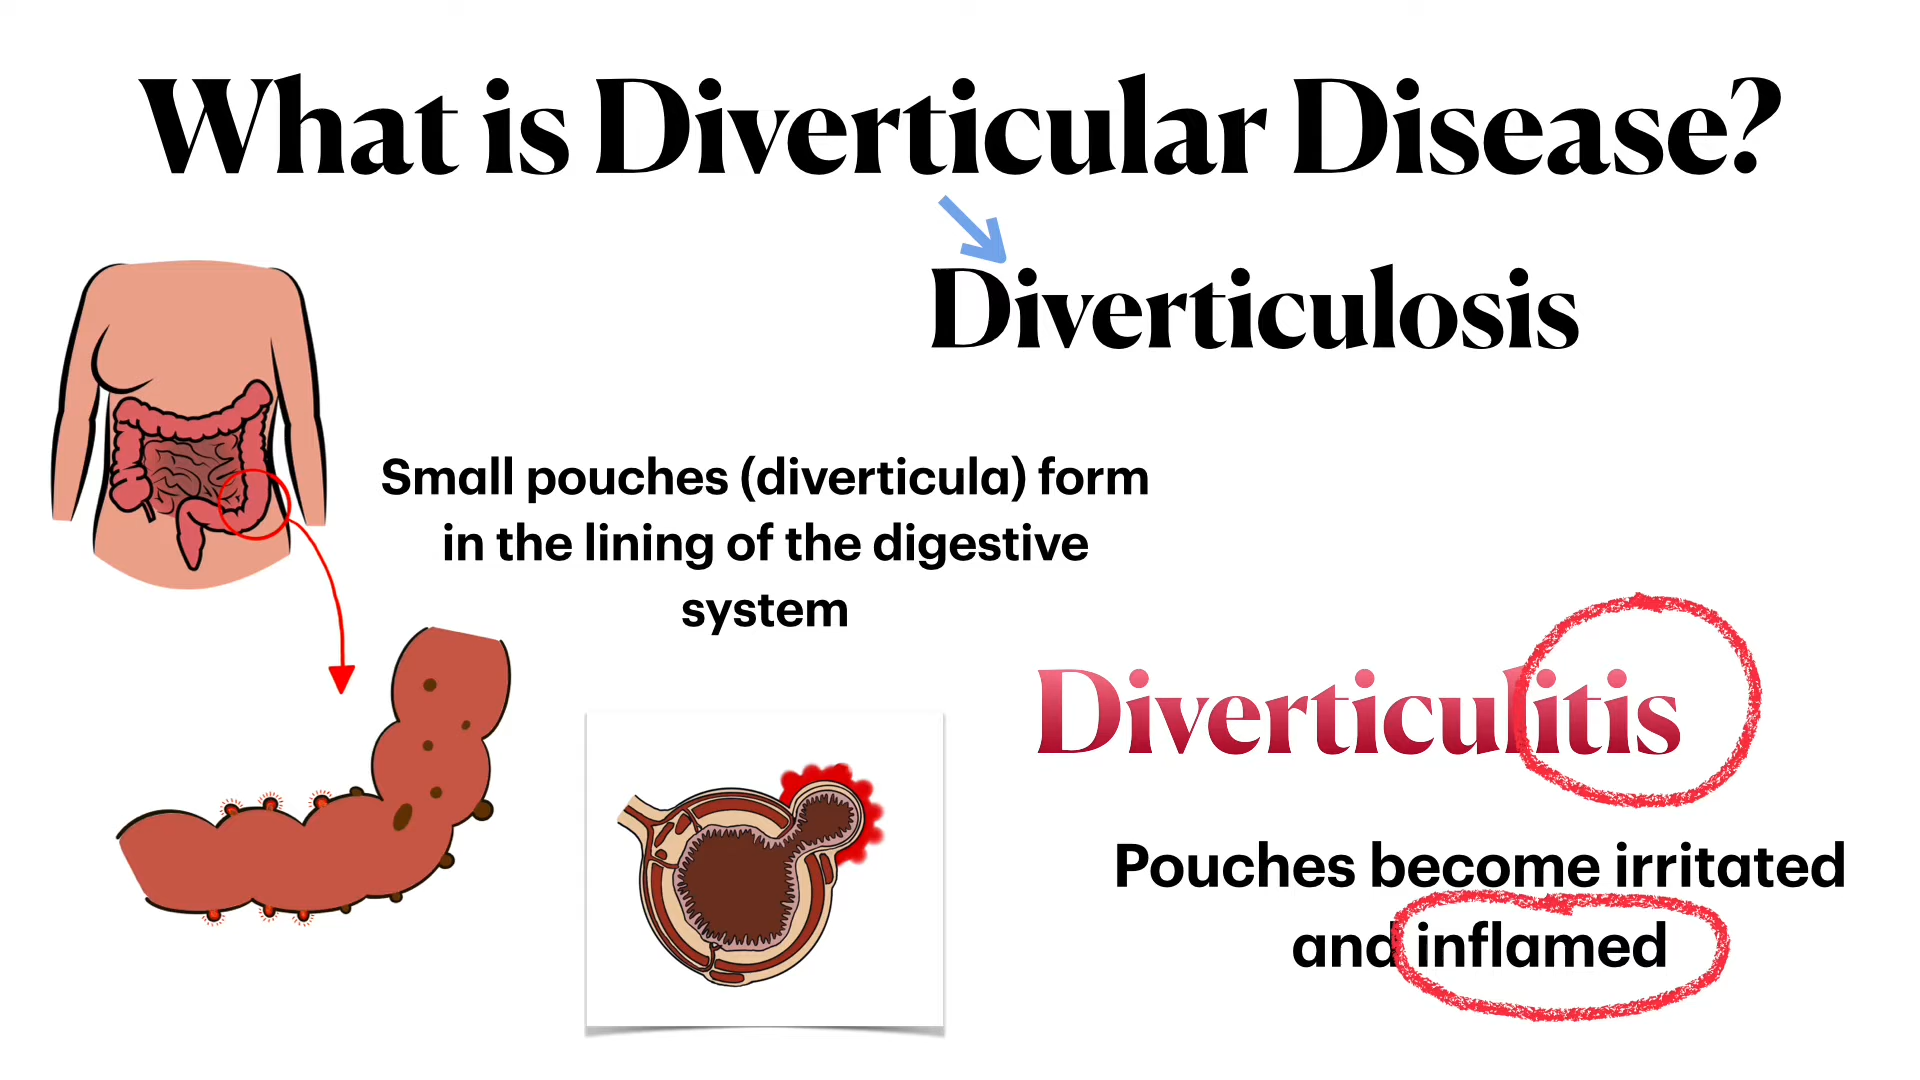 What is Diverticular Disease?
Diverticulosis
Small pouches (diverticula) form
in the lining of the digestive
system
Diverticulitis
Pouches become irritated
and inflamed